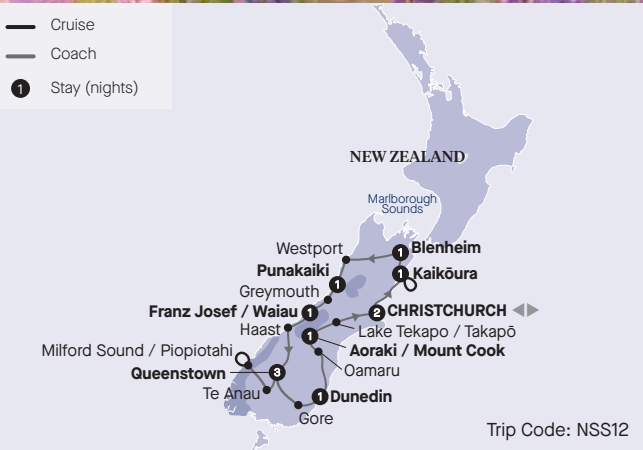 Cruise
Coach
1 Stay (nights)
NEW ZEALAND
Marlborough
Sounds
Westport
1 Blenheim
Punakaiki 1
1 Kaikōura
Greymouth
Franz Josef / Waiau 1
2 CHRISTCHURCH
Haast
Lake Tekapo / Takapō
Milford Sound / Piopiotahi
1 Aoraki / Mount Cook
Queenstown 3
Oamaru
Te Anau
1 Dunedin
Gore
Trip Code: NSS12